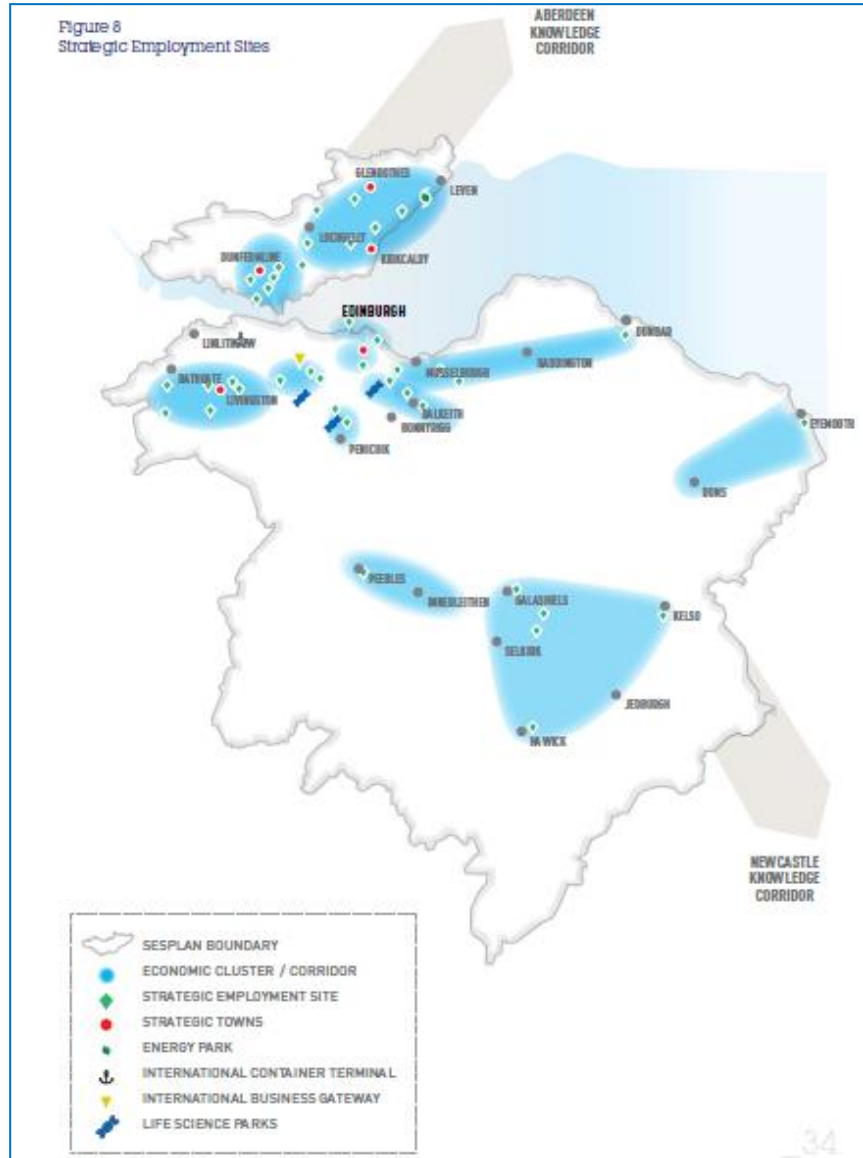 Figure 8
Strategic Employment Sites
ABERDEEN
KNOWLEDGE
CORRIDOR
GLENROTHES
LEVEN
LOCHGELLY
DUNFERMLINE
KIRKCALDY
EDINBURGH
LINLITHGOW
DUNBAR
HADDINGTON
MUSSELBURGH
BATHGATE
LIVINGSTON
DALKEITH
BONNYRIGG
EYEMOUTH
PENICUIK
DUNS
PEEBLES
INNERLEITHEN
GALASHIELS
KELSO
SELKIRK
JEDBURGH
HAWICK
NEWCASTLE
KNOWLEDGE
CORRIDOR
SESPLAN BOUNDARY
ECONOMIC CLUSTER / CORRIDOR
STRATEGIC EMPLOYMENT SITE
STRATEGIC TOWNS
ENERGY PARK
INTERNATIONAL CONTAINER TERMINAL
INTERNATIONAL BUSINESS GATEWAY
LIFE SCIENCE PARKS
_34